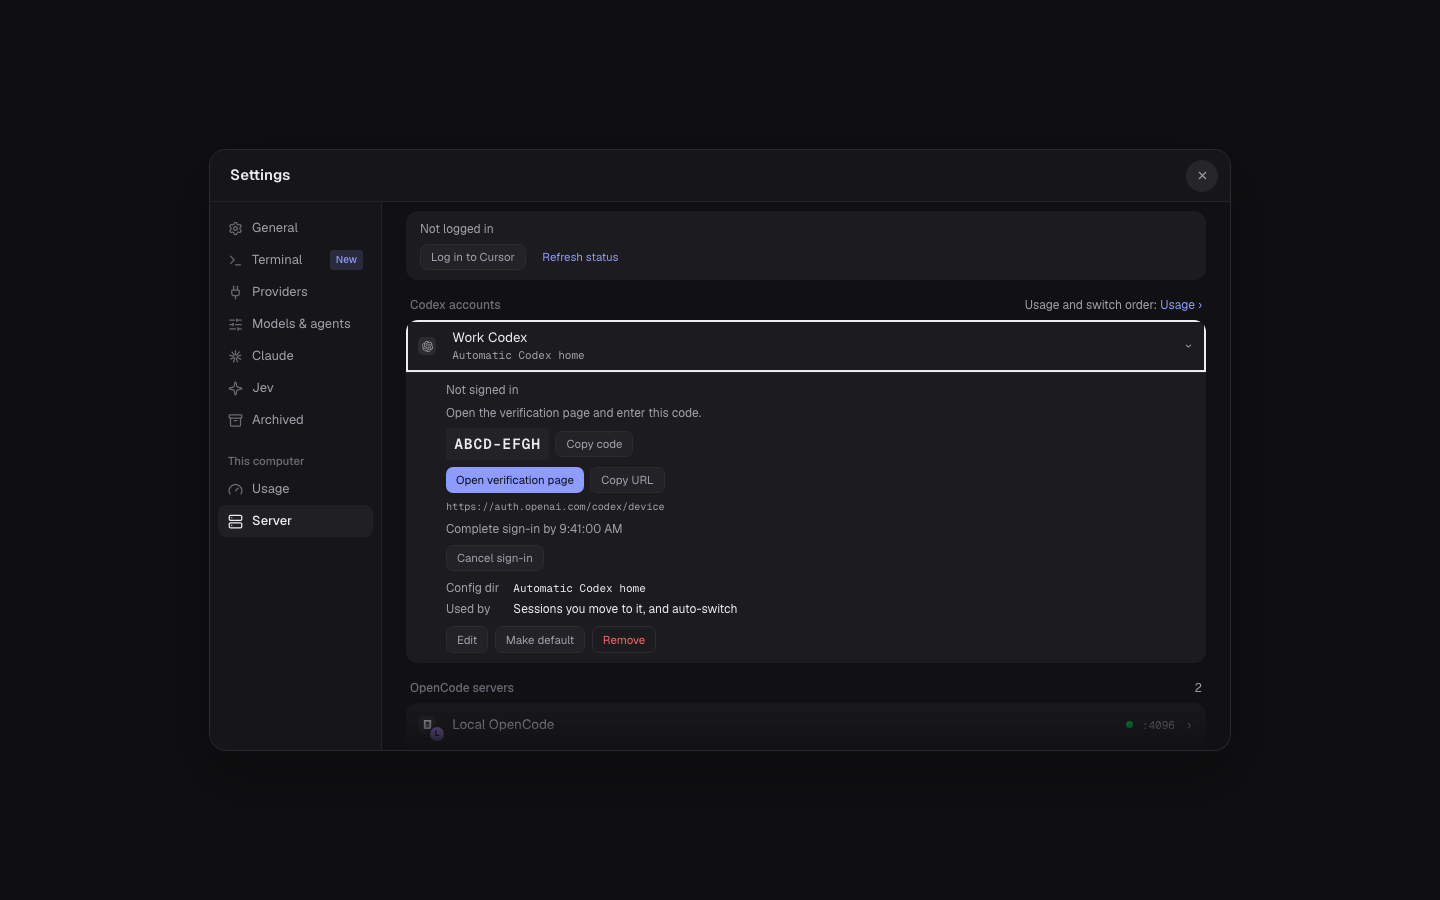 Settings
General
Terminal New
Providers
Models & agents
Claude
Jev
Archived
This computer
Usage
Server
Not logged in
Log in to Cursor Refresh status
Codex accounts Usage and switch order: Usage ›
Work Codex
Automatic Codex home
Not signed in
Open the verification page and enter this code.
ABCD-EFGH Copy code
Open verification page Copy URL
https://auth.openai.com/codex/device
Complete sign-in by 9:41:00 AM
Cancel sign-in
Config dir Automatic Codex home
Used by Sessions you move to it, and auto-switch
Edit Make default Remove
OpenCode servers 2
Local OpenCode :4096 ›
L